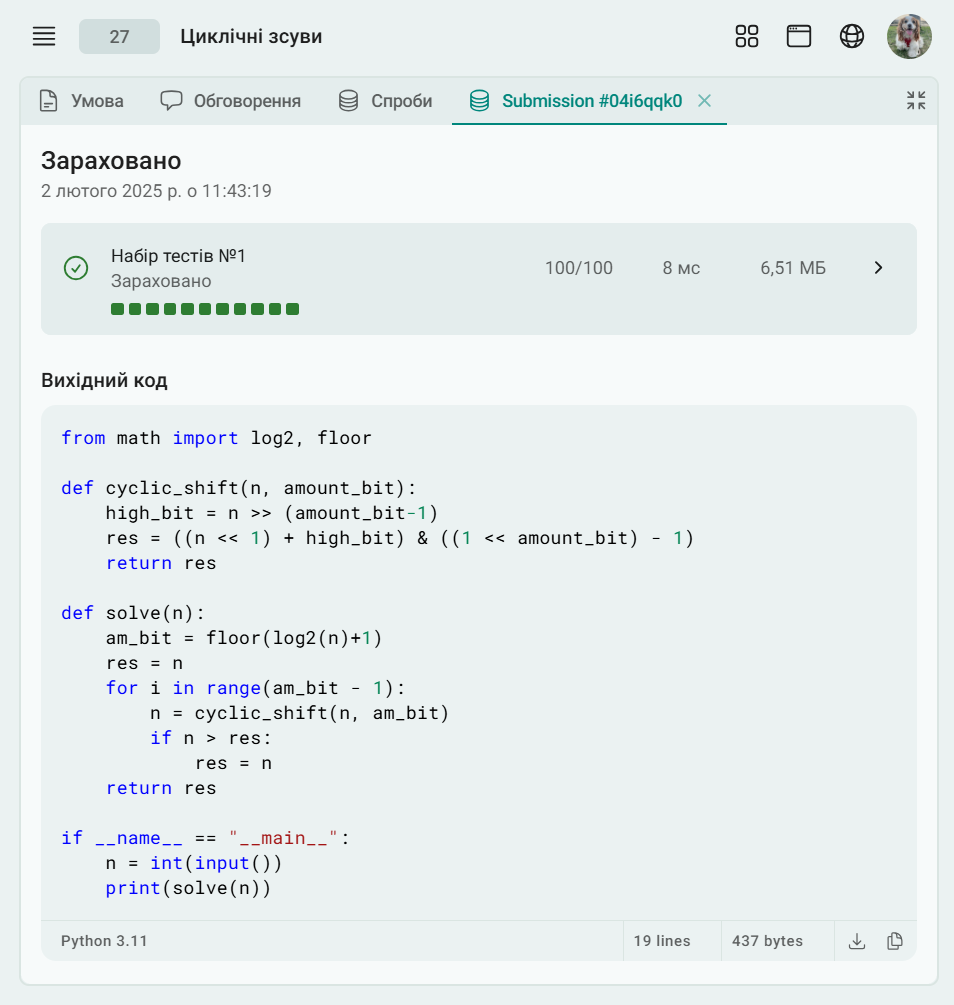 27 Циклічні зсуви
Умова Обговорення Спроби Submission #04i6qqk0
Зараховано
2 лютого 2025 р. о 11:43:19
Набір тестів №1
Зараховано
100/100 8 мс 6,51 МБ
Вихідний код
from math import log2, floor
def cyclic_shift(n, amount_bit):
    high_bit = n >> (amount_bit-1)
    res = ((n << 1) + high_bit) & ((1 << amount_bit) - 1)
    return res
def solve(n):
    am_bit = floor(log2(n)+1)
    res = n
    for i in range(am_bit - 1):
        n = cyclic_shift(n, am_bit)
        if n > res:
            res = n
    return res
if __name__ == "__main__":
    n = int(input())
    print(solve(n))
Python 3.11 19 lines 437 bytes